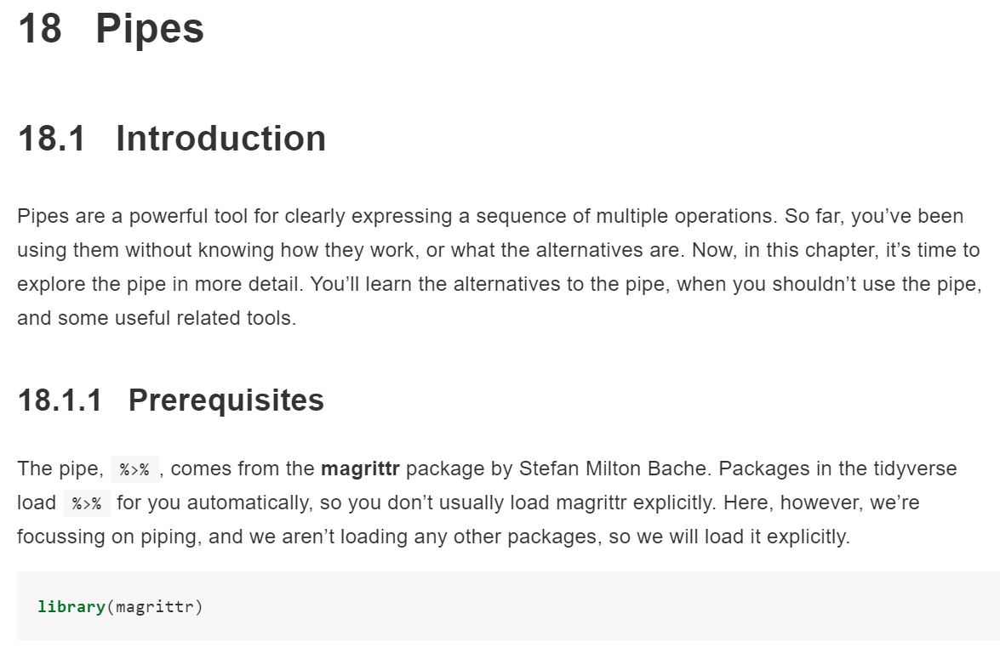 18 Pipes
18.1 Introduction
Pipes are a powerful tool for clearly expressing a sequence of multiple operations. So far, you’ve been
using them without knowing how they work, or what the alternatives are. Now, in this chapter, it’s time to
explore the pipe in more detail. You’ll learn the alternatives to the pipe, when you shouldn’t use the pipe,
and some useful related tools.
18.1.1 Prerequisites
The pipe, %>% , comes from the magrittr package by Stefan Milton Bache. Packages in the tidyverse
load %>% for you automatically, so you don’t usually load magrittr explicitly. Here, however, we’re
focussing on piping, and we aren’t loading any other packages, so we will load it explicitly.
library(magrittr)